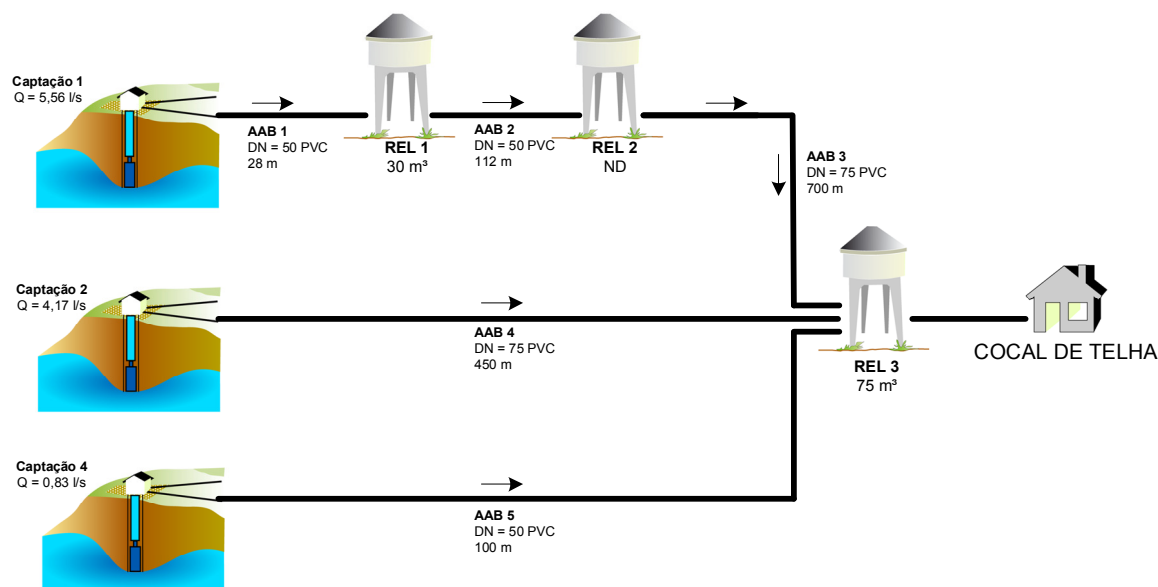 Captação 1
Q = 5,56 l/s
AAB 1
DN = 50 PVC
28 m
REL 1
30 m³
AAB 2
DN = 50 PVC
112 m
REL 2
ND
AAB 3
DN = 75 PVC
700 m
Captação 2
Q = 4,17 l/s
AAB 4
DN = 75 PVC
450 m
REL 3
75 m³
COCAL DE TELHA
Captação 4
Q = 0,83 l/s
AAB 5
DN = 50 PVC
100 m